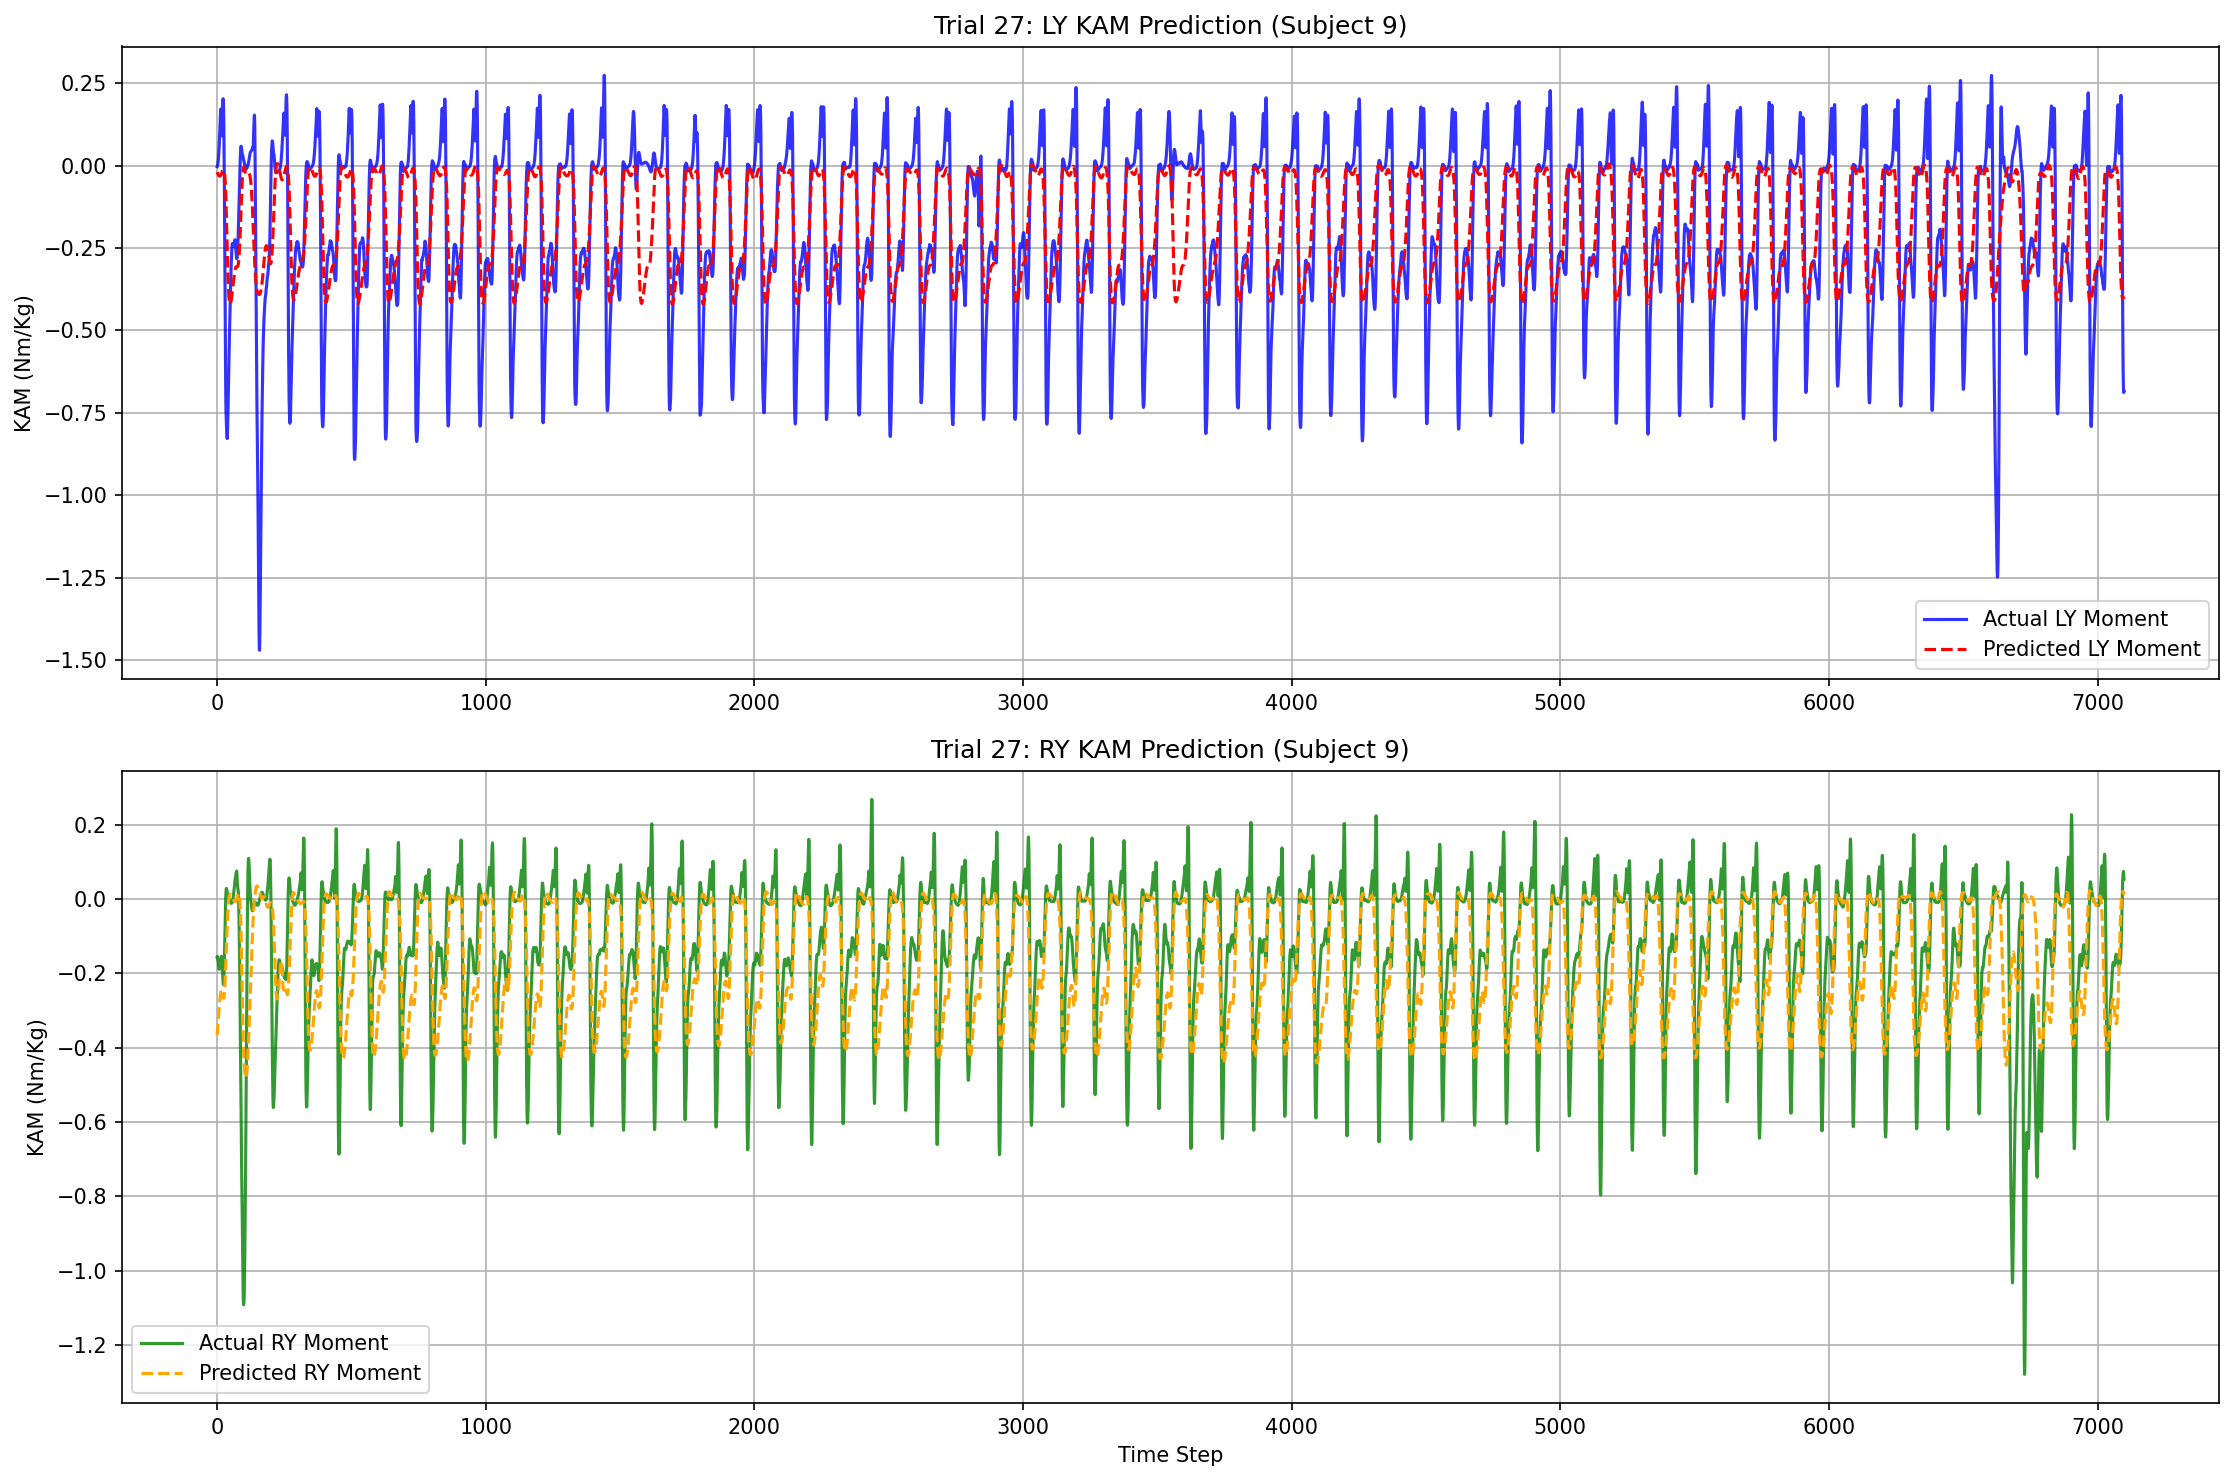 Trial 27: LY KAM Prediction (Subject 9)
KAM (Nm/Kg)
0.25
0.00
−0.25
−0.50
−0.75
−1.00
−1.25
−1.50
Actual LY Moment
Predicted LY Moment
0 1000 2000 3000 4000 5000 6000 7000
Trial 27: RY KAM Prediction (Subject 9)
KAM (Nm/Kg)
0.2
0.0
−0.2
−0.4
−0.6
−0.8
−1.0
−1.2
Actual RY Moment
Predicted RY Moment
0 1000 2000 3000 4000 5000 6000 7000
Time Step